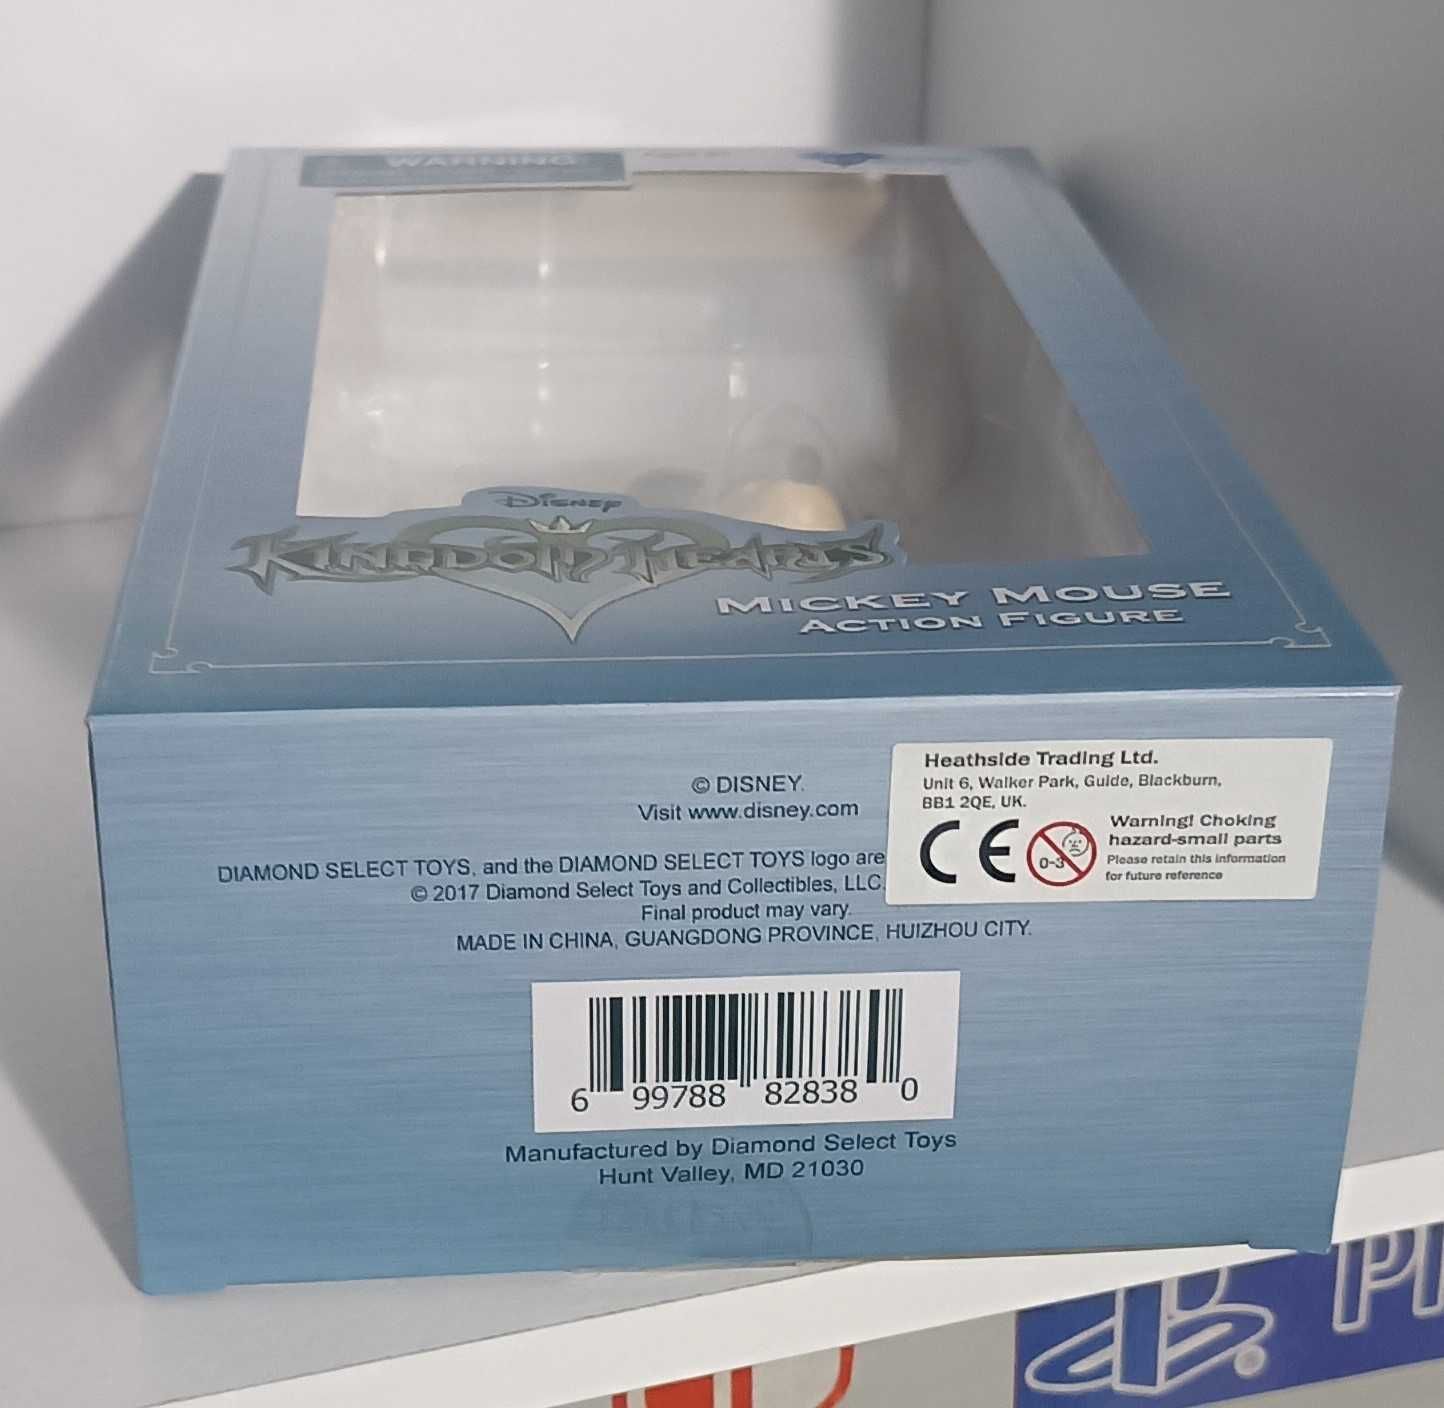 WARNING
DISNEP
KINGDOM HEARTS
MICKEY MOUSE
ACTION FIGURE
© DISNEY.
Visit www.disney.com
DIAMOND SELECT TOYS, and the DIAMOND SELECT TOYS logo are
© 2017 Diamond Select Toys and Collectibles, LLC.
Final product may vary.
MADE IN CHINA, GUANGDONG PROVINCE, HUIZHOU CITY.
Heathside Trading Ltd.
Unit 6, Walker Park, Guide, Blackburn,
BB1 2QE, UK.
CE
0-3
Warning! Choking
hazard-small parts
Please retain this information
for future reference
6 99788 82838 0
Manufactured by Diamond Select Toys
Hunt Valley, MD 21030